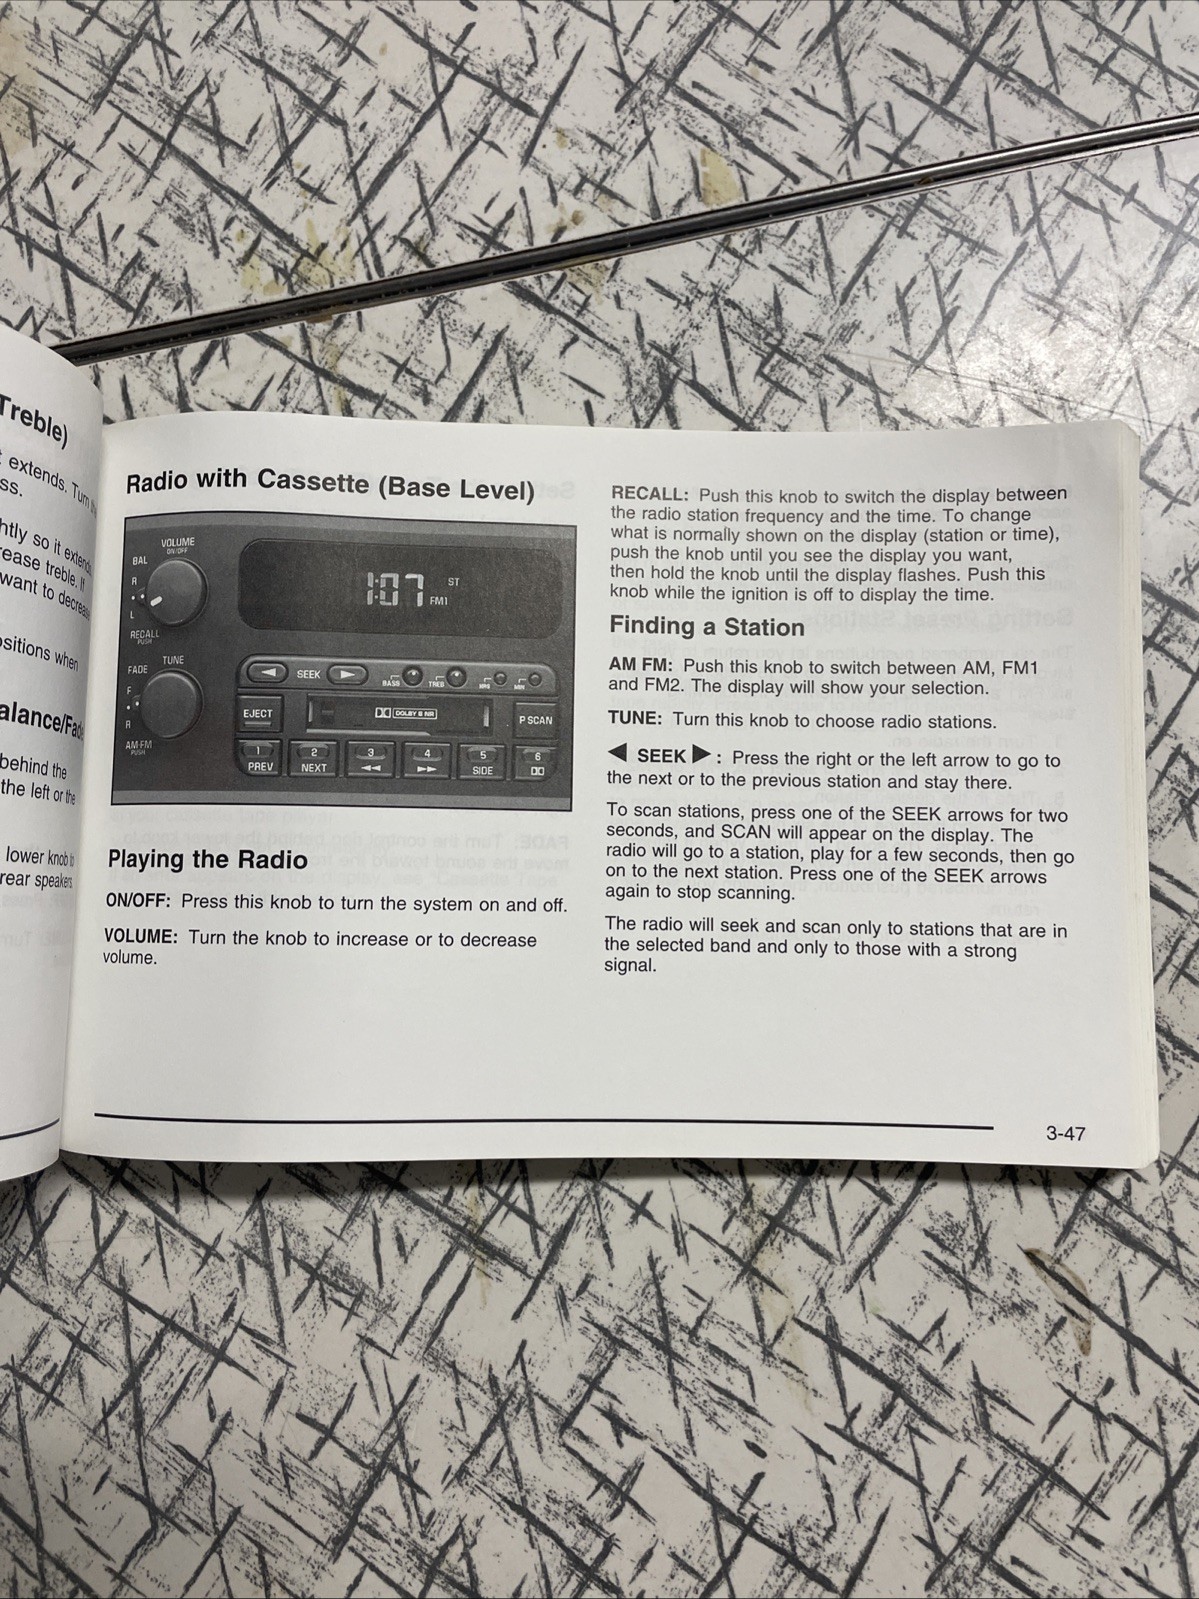 Treble)
extends. Turn
ss.
htly so it extends
rease treble. If
want to decrease
ositions when
alance/Fade
behind the
the left or the
lower knob to
rear speakers.
Radio with Cassette (Base Level)
VOLUME
ON/OFF
BAL
R
L
RECALL
PUSH
1:07
ST
FM1
FADE
TUNE
F
R
AM·FM
PUSH
SEEK
BASS
TREB
HRS
MIN
EJECT
DOLBY B NR
P SCAN
1
2
3
4
5
6
PREV
NEXT
◀◀
▶▶
SIDE
Playing the Radio
ON/OFF: Press this knob to turn the system on and off.
VOLUME: Turn the knob to increase or to decrease
volume.
RECALL: Push this knob to switch the display between
the radio station frequency and the time. To change
what is normally shown on the display (station or time),
push the knob until you see the display you want,
then hold the knob until the display flashes. Push this
knob while the ignition is off to display the time.
Finding a Station
AM FM: Push this knob to switch between AM, FM1
and FM2. The display will show your selection.
TUNE: Turn this knob to choose radio stations.
◀ SEEK ▶ : Press the right or the left arrow to go to
the next or to the previous station and stay there.
To scan stations, press one of the SEEK arrows for two
seconds, and SCAN will appear on the display. The
radio will go to a station, play for a few seconds, then go
on to the next station. Press one of the SEEK arrows
again to stop scanning.
The radio will seek and scan only to stations that are in
the selected band and only to those with a strong
signal.
3-47